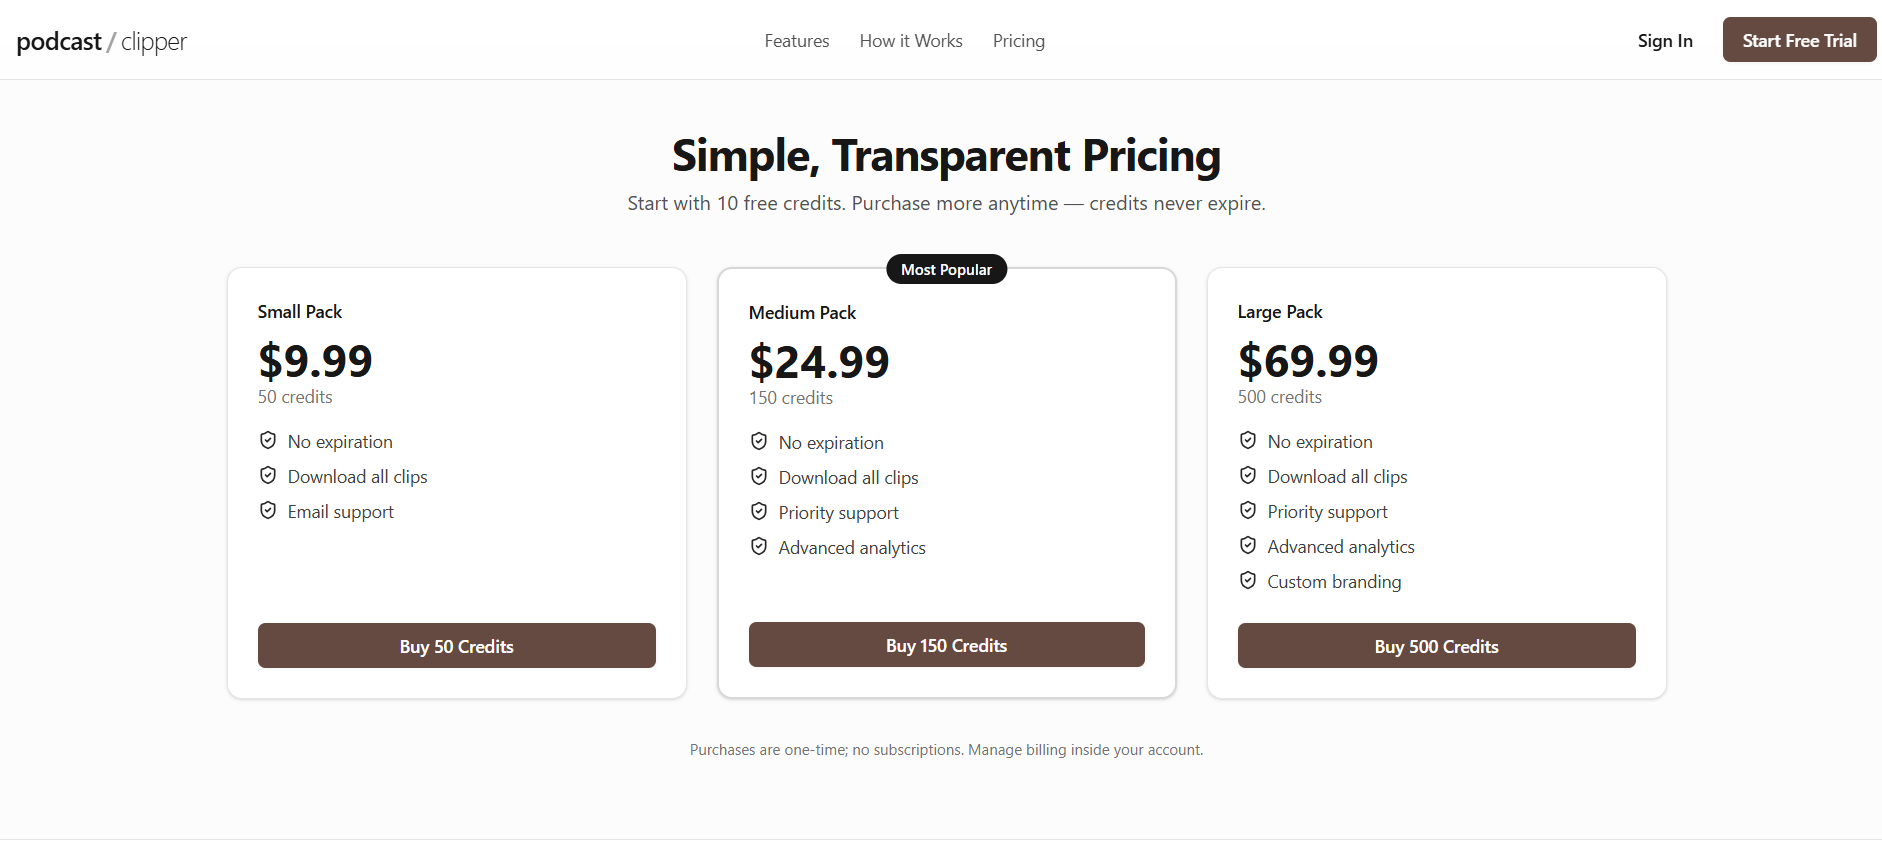 podcast / clipper
Features How it Works Pricing
Sign In
Start Free Trial
Simple, Transparent Pricing
Start with 10 free credits. Purchase more anytime — credits never expire.
Small Pack
$9.99
50 credits
No expiration
Download all clips
Email support
Buy 50 Credits
Most Popular
Medium Pack
$24.99
150 credits
No expiration
Download all clips
Priority support
Advanced analytics
Buy 150 Credits
Large Pack
$69.99
500 credits
No expiration
Download all clips
Priority support
Advanced analytics
Custom branding
Buy 500 Credits
Purchases are one-time; no subscriptions. Manage billing inside your account.